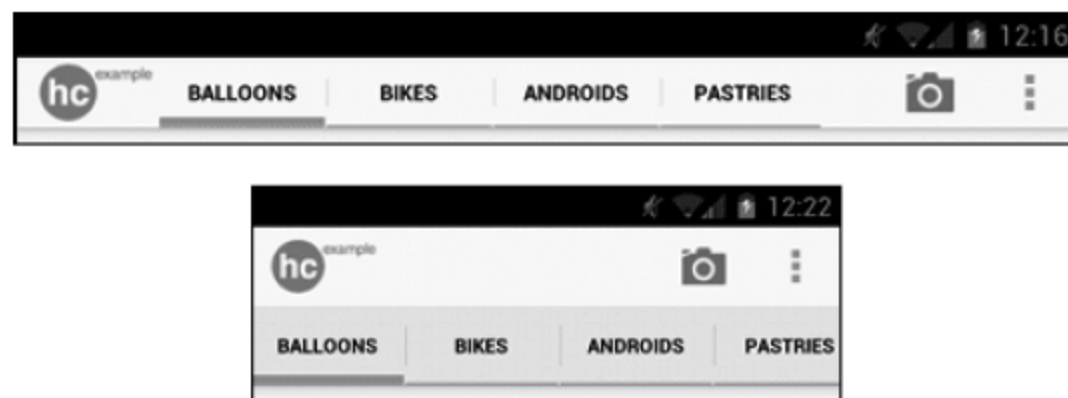 12:16
hc example BALLOONS BIKES ANDROIDS PASTRIES
12:22
hc example
BALLOONS BIKES ANDROIDS PASTRIES